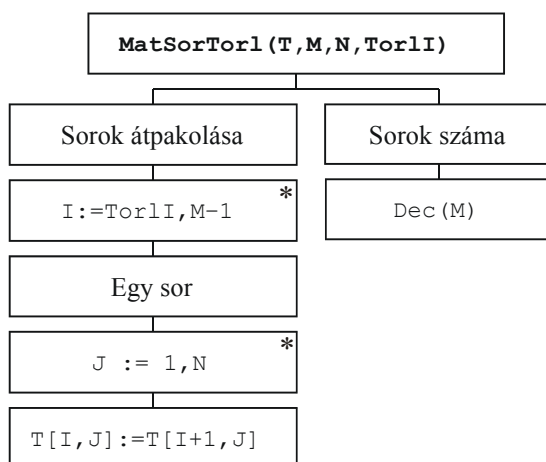 MatSorTorl(T,M,N,TorlI)
Sorok átpakolása
Sorok száma
I:=TorlI,M-1
*
Dec(M)
Egy sor
J := 1,N
*
T[I,J]:=T[I+1,J]